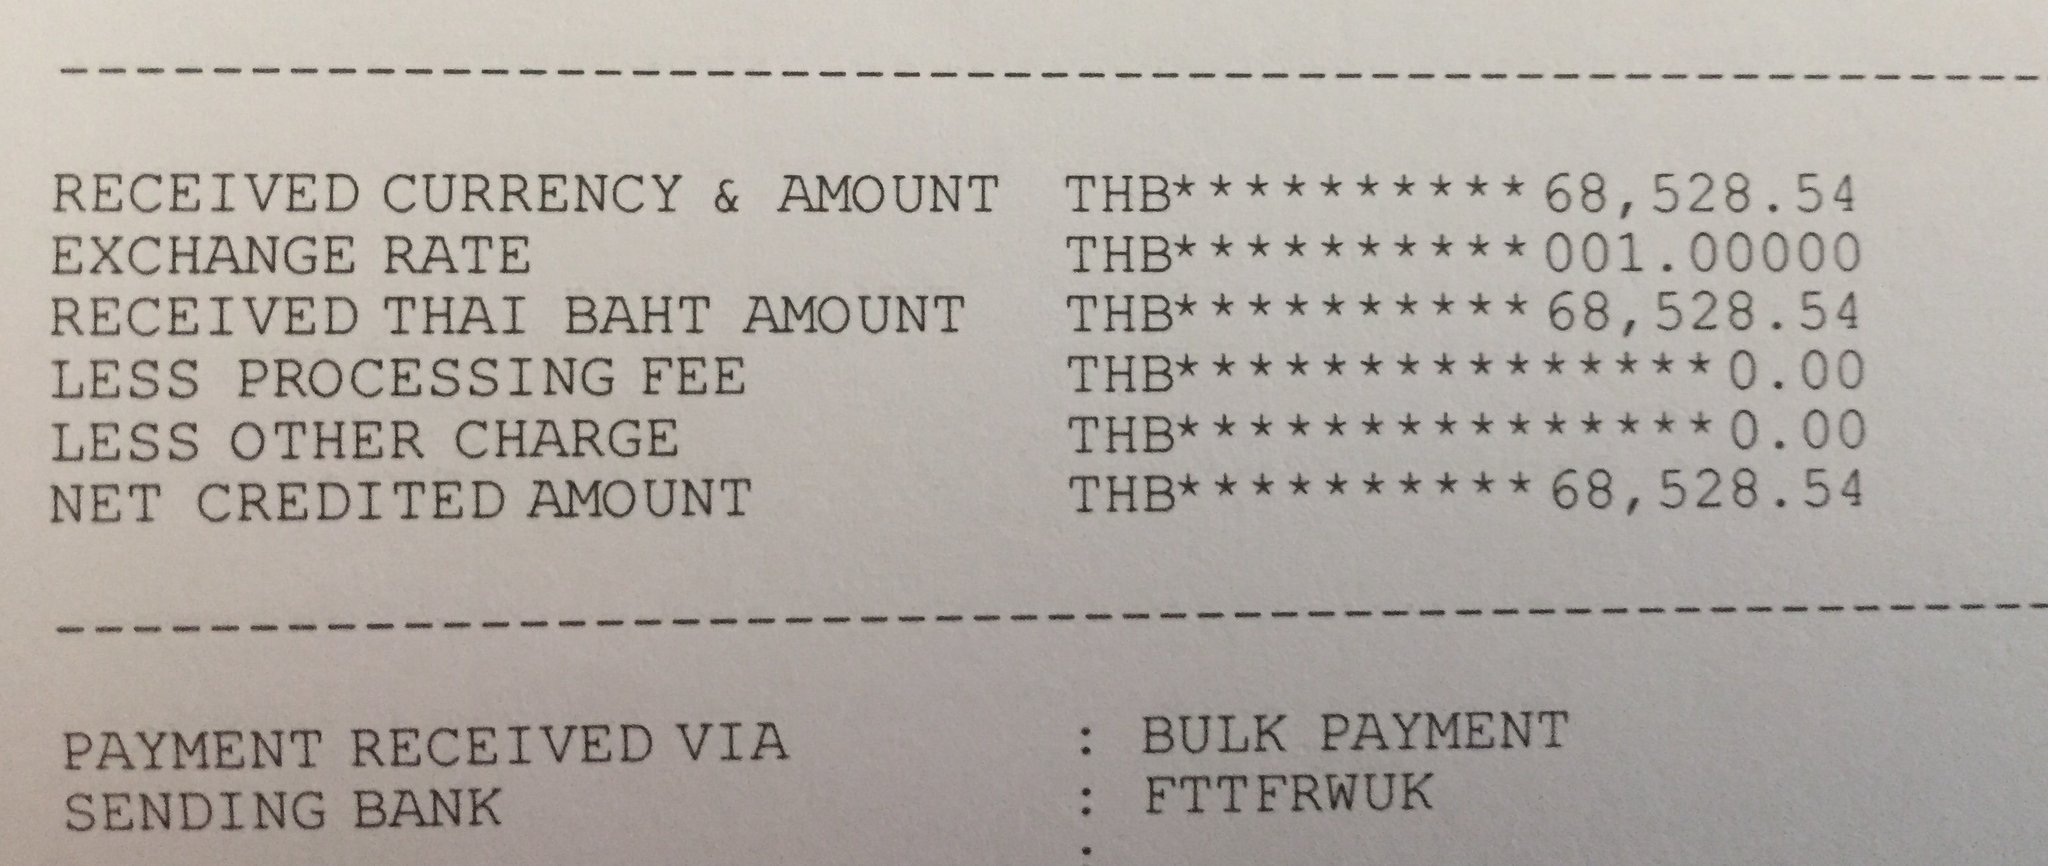 --------------------------------------------------------
RECEIVED CURRENCY & AMOUNT THB**********68,528.54
EXCHANGE RATE THB**********001.00000
RECEIVED THAI BAHT AMOUNT THB**********68,528.54
LESS PROCESSING FEE THB***************0.00
LESS OTHER CHARGE THB***************0.00
NET CREDITED AMOUNT THB**********68,528.54
--------------------------------------------------------
PAYMENT RECEIVED VIA : BULK PAYMENT
SENDING BANK : FTTFRWUK